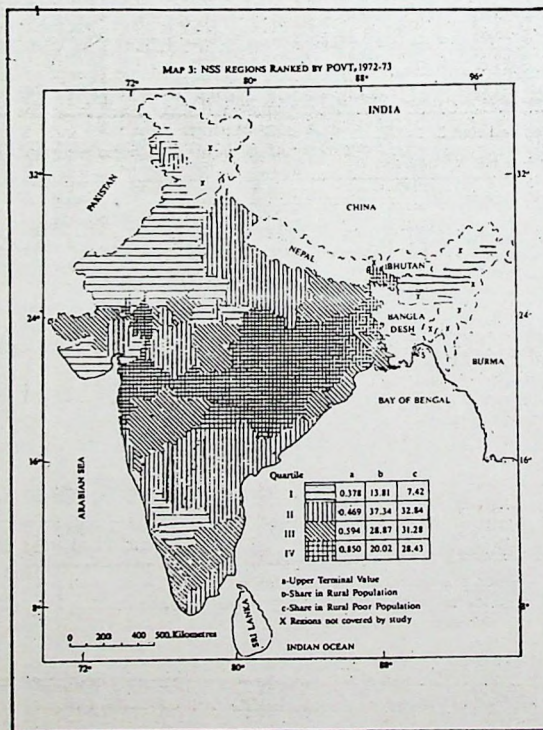 MAP 3: NSS REGIONS RANKED BY POVT, 1972-73
72° 80° 88° 96°
INDIA
X
32° 32°
X
PAKISTAN
CHINA
NEPAL
X
X
BHUTAN
X
24° 24°
BANGLA
DESH
X
X
BURMA
BAY OF BENGAL
ARABIAN SEA
16° 16°
Quartile a b c
I 0.378 13.81 7.42
II 0.469 37.34 32.84
III 0.594 28.87 31.28
IV 0.850 20.02 28.43
a-Upper Terminal Value
b-Share in Rural Population
c-Share in Rural Poor Population
X Regions not covered by study
8° 8°
0 200 400 500 Kilometres
SRI LANKA
INDIAN OCEAN
72° 80° 88°